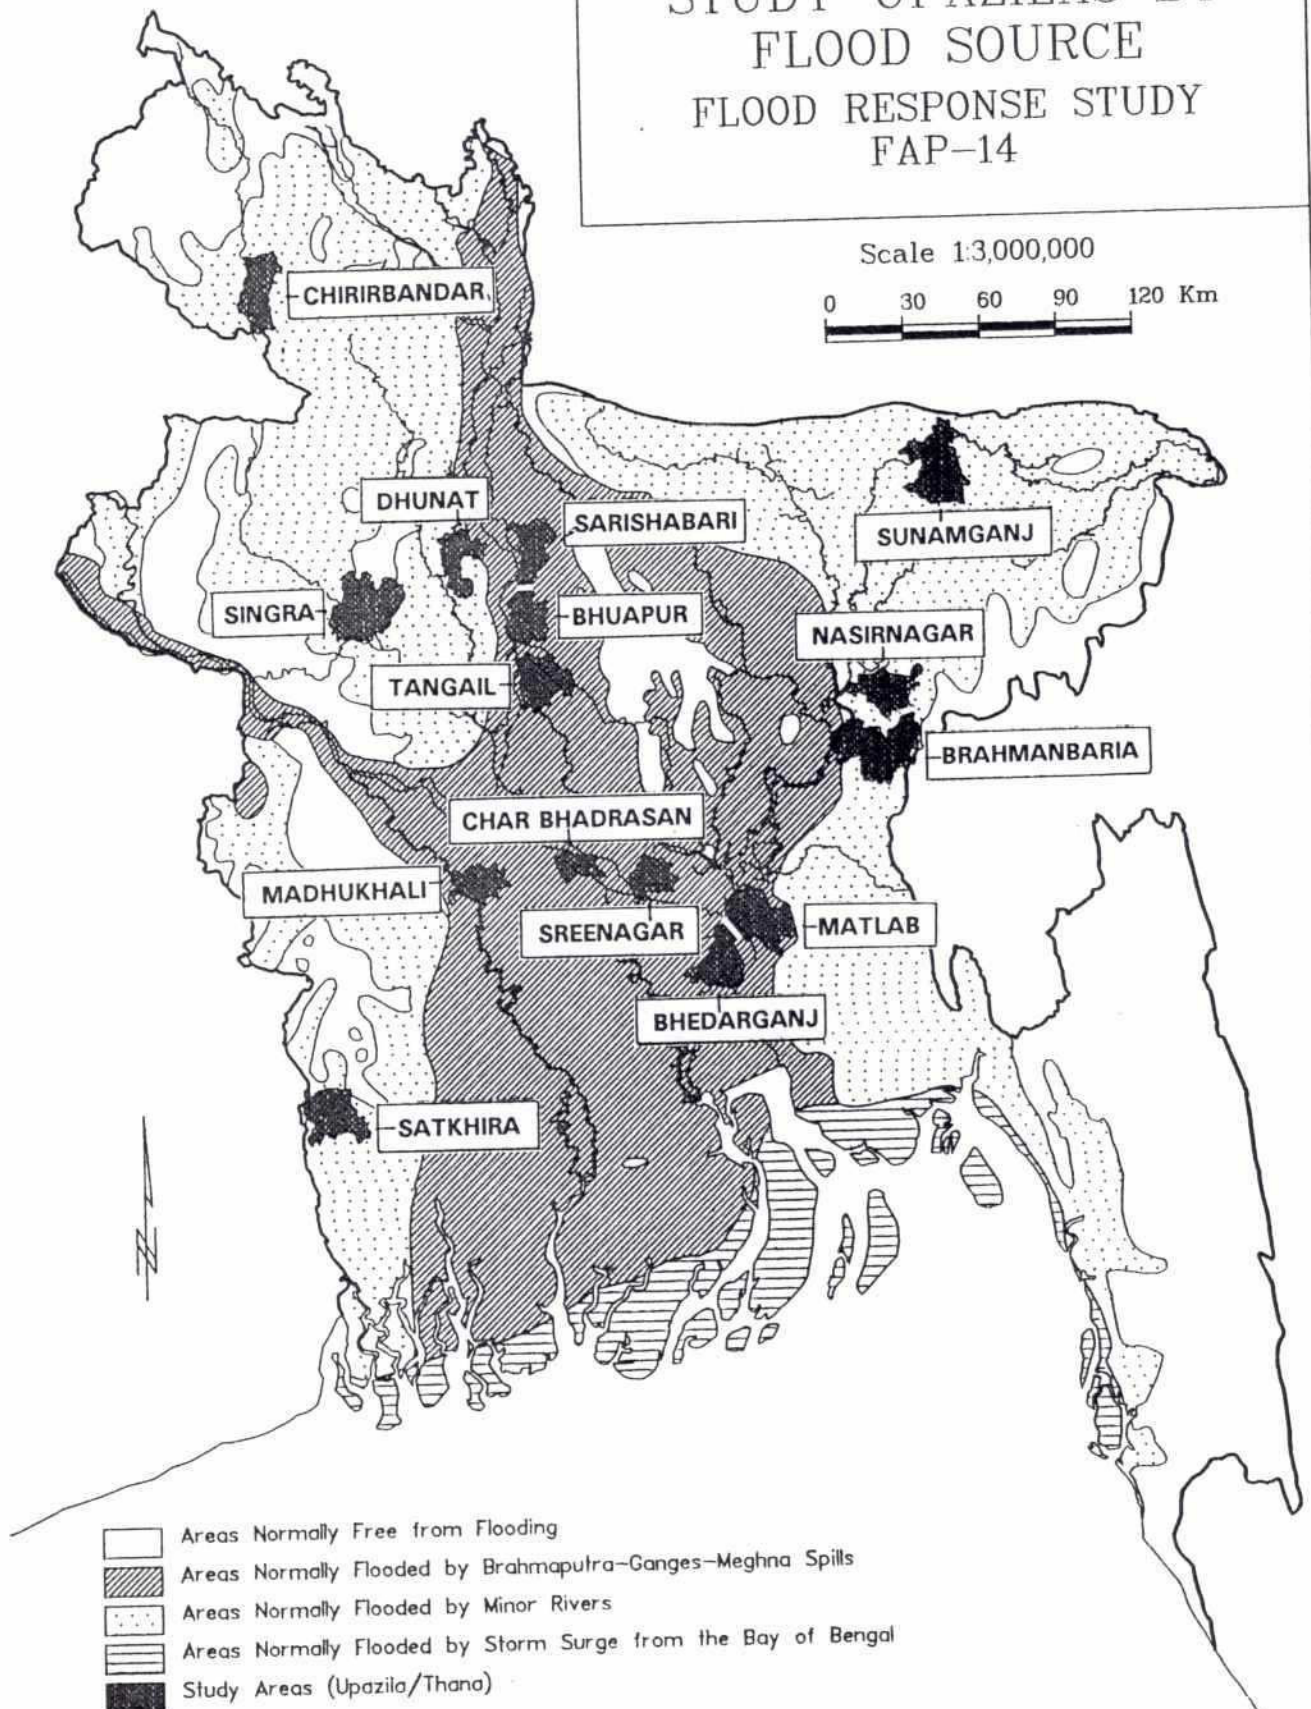 FLOOD SOURCE
FLOOD RESPONSE STUDY
FAP-14
Scale 1:3,000,000
0 30 60 90 120 Km
CHIRIRBANDAR
DHUNAT
SARISHABARI
SUNAMGANJ
SINGRA
BHUAPUR
NASIRNAGAR
TANGAIL
BRAHMANBARIA
CHAR BHADRASAN
MADHUKHALI
SREENAGAR
MATLAB
BHEDARGANJ
SATKHIRA
N
Areas Normally Free from Flooding
Areas Normally Flooded by Brahmaputra-Ganges-Meghna Spills
Areas Normally Flooded by Minor Rivers
Areas Normally Flooded by Storm Surge from the Bay of Bengal
Study Areas (Upazila/Thana)